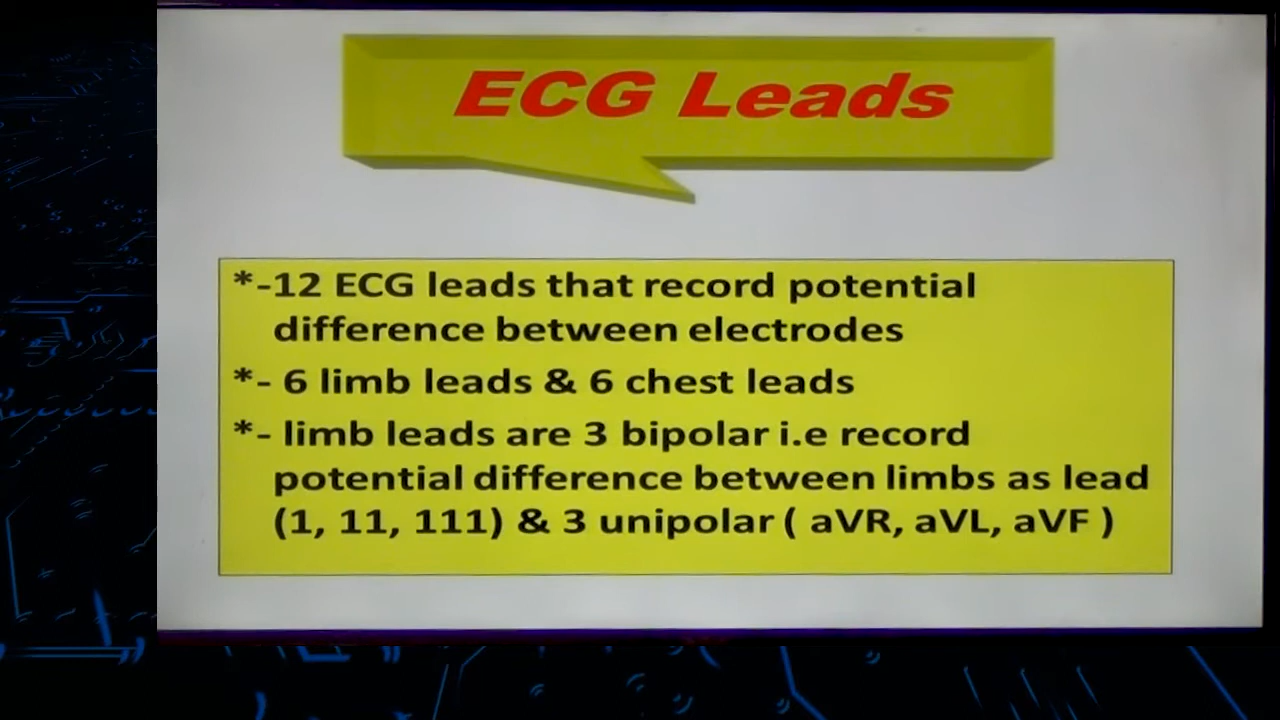 ECG Leads
*-12 ECG leads that record potential
difference between electrodes
*- 6 limb leads & 6 chest leads
*- limb leads are 3 bipolar i.e record
potential difference between limbs as lead
(1, 11, 111) & 3 unipolar ( aVR, aVL, aVF )